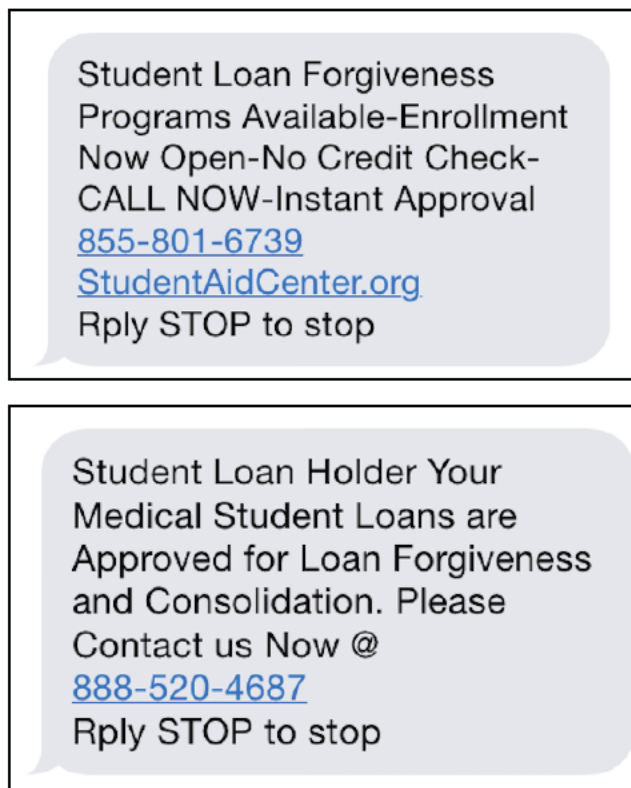 Student Loan Forgiveness
Programs Available-Enrollment
Now Open-No Credit Check-
CALL NOW-Instant Approval
855-801-6739
StudentAidCenter.org
Rply STOP to stop
Student Loan Holder Your
Medical Student Loans are
Approved for Loan Forgiveness
and Consolidation. Please
Contact us Now @
888-520-4687
Rply STOP to stop